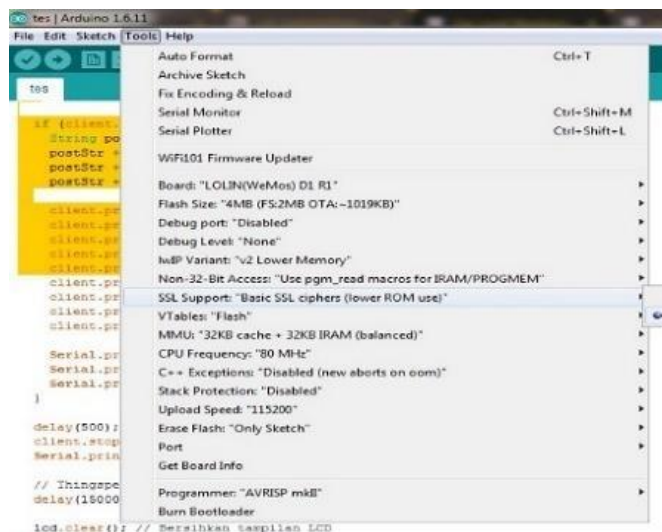 tes | Arduino 1.6.11
File Edit Sketch Tools Help
tes
Auto Format Ctrl+T
Archive Sketch
Fix Encoding & Reload
Serial Monitor Ctrl+Shift+M
Serial Plotter Ctrl+Shift+L
WiFi101 Firmware Updater
Board: "LOLIN(WeMos) D1 R1"
Flash Size: "4MB (FS:2MB OTA:~1019KB)"
Debug port: "Disabled"
Debug Level: "None"
lwIP Variant: "v2 Lower Memory"
Non-32-Bit Access: "Use pgm_read macros for IRAM/PROGMEM"
SSL Support: "Basic SSL ciphers (lower ROM use)"
VTables: "Flash"
MMU: "32KB cache + 32KB IRAM (balanced)"
CPU Frequency: "80 MHz"
C++ Exceptions: "Disabled (new aborts on oom)"
Stack Protection: "Disabled"
Upload Speed: "115200"
Erase Flash: "Only Sketch"
Port
Get Board Info
Programmer: "AVRISP mkII"
Burn Bootloader
if (client.
String po
postStr +
postStr +
postStr +
client.pr
client.pr
client.pr
client.pr
client.pr
client.pr
client.pr
client.pr
client.pr
Serial.pr
Serial.pr
Serial.pr
}
delay(500);
client.stop
Serial.prin
// Thingspe
delay(15000
lcd.clear(); // Bersihkan tampilan LCD